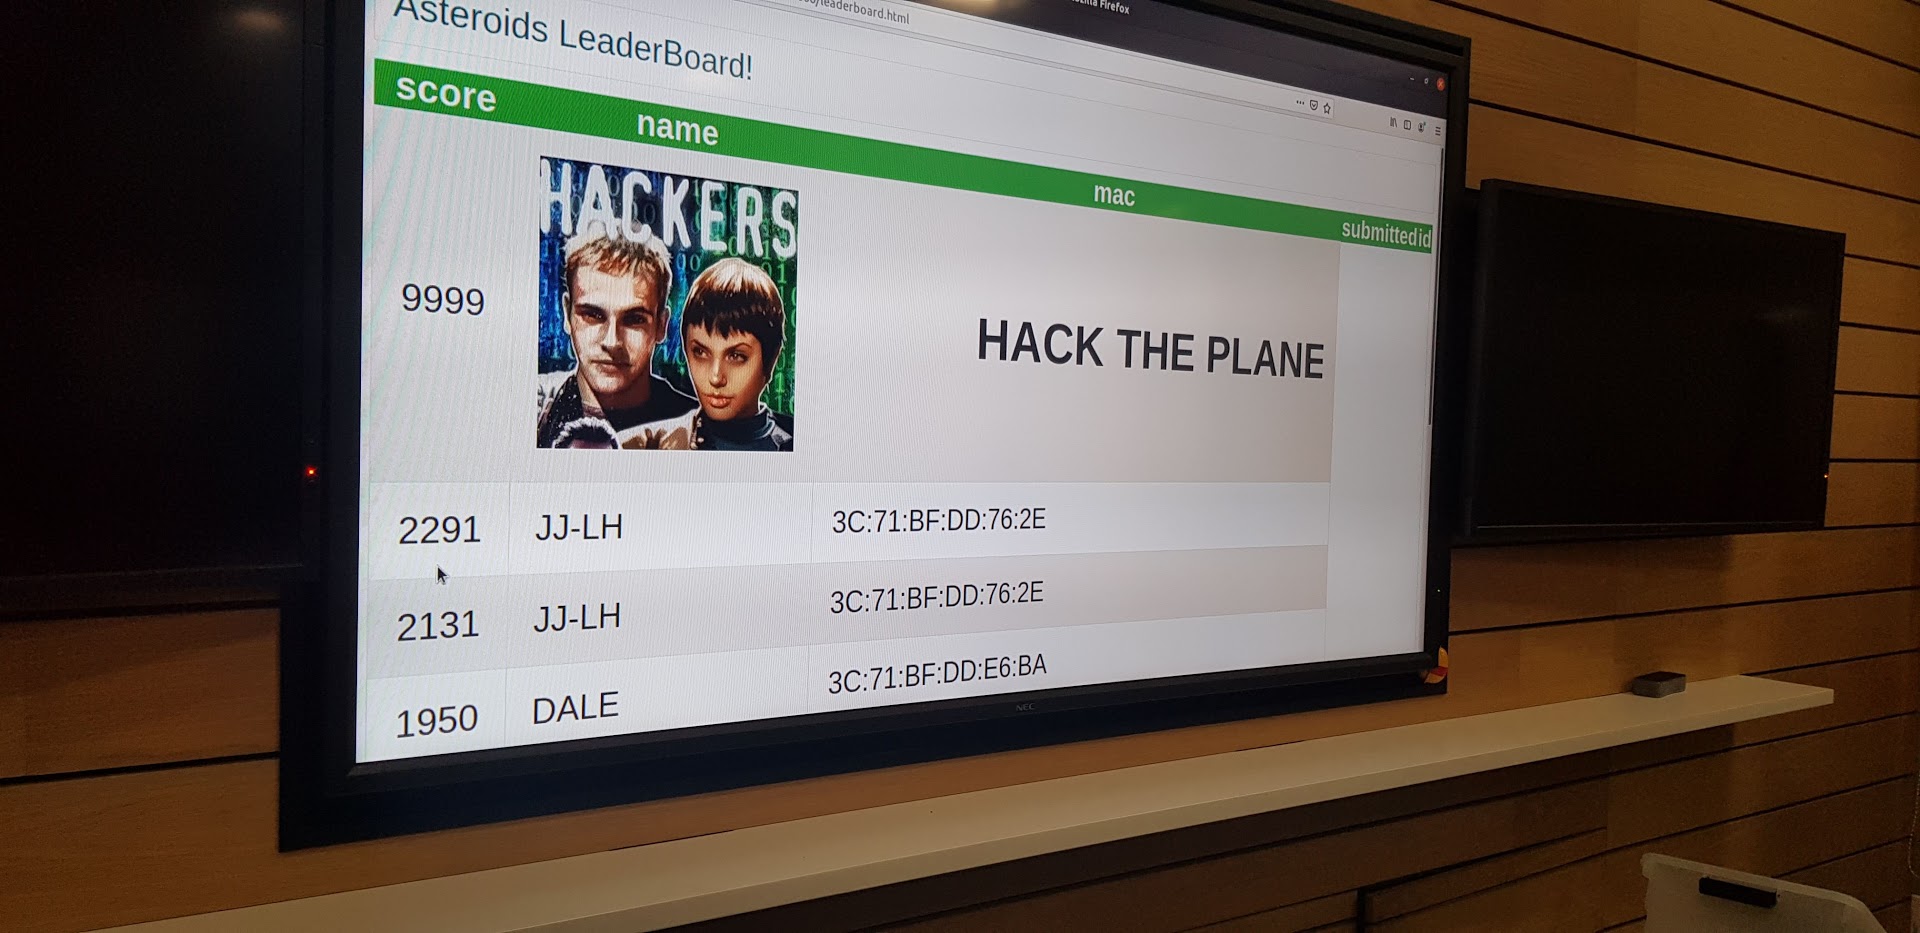 /leaderboard.html
Firefox
Asteroids LeaderBoard!
score name mac submittedid
HACKERS
9999 HACK THE PLANE
2291 JJ-LH 3C:71:BF:DD:76:2E
2131 JJ-LH 3C:71:BF:DD:76:2E
1950 DALE 3C:71:BF:DD:E6:BA
NEC